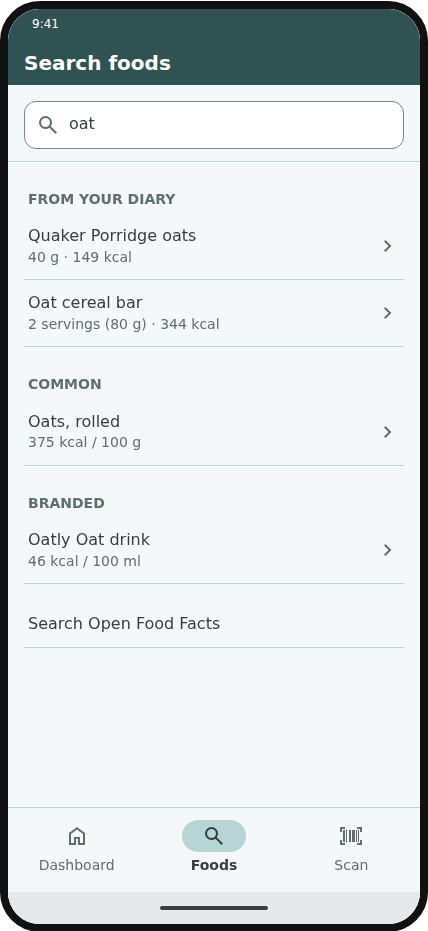 9:41
Search foods
oat
FROM YOUR DIARY
Quaker Porridge oats
40 g · 149 kcal
Oat cereal bar
2 servings (80 g) · 344 kcal
COMMON
Oats, rolled
375 kcal / 100 g
BRANDED
Oatly Oat drink
46 kcal / 100 ml
Search Open Food Facts
Dashboard
Foods
Scan